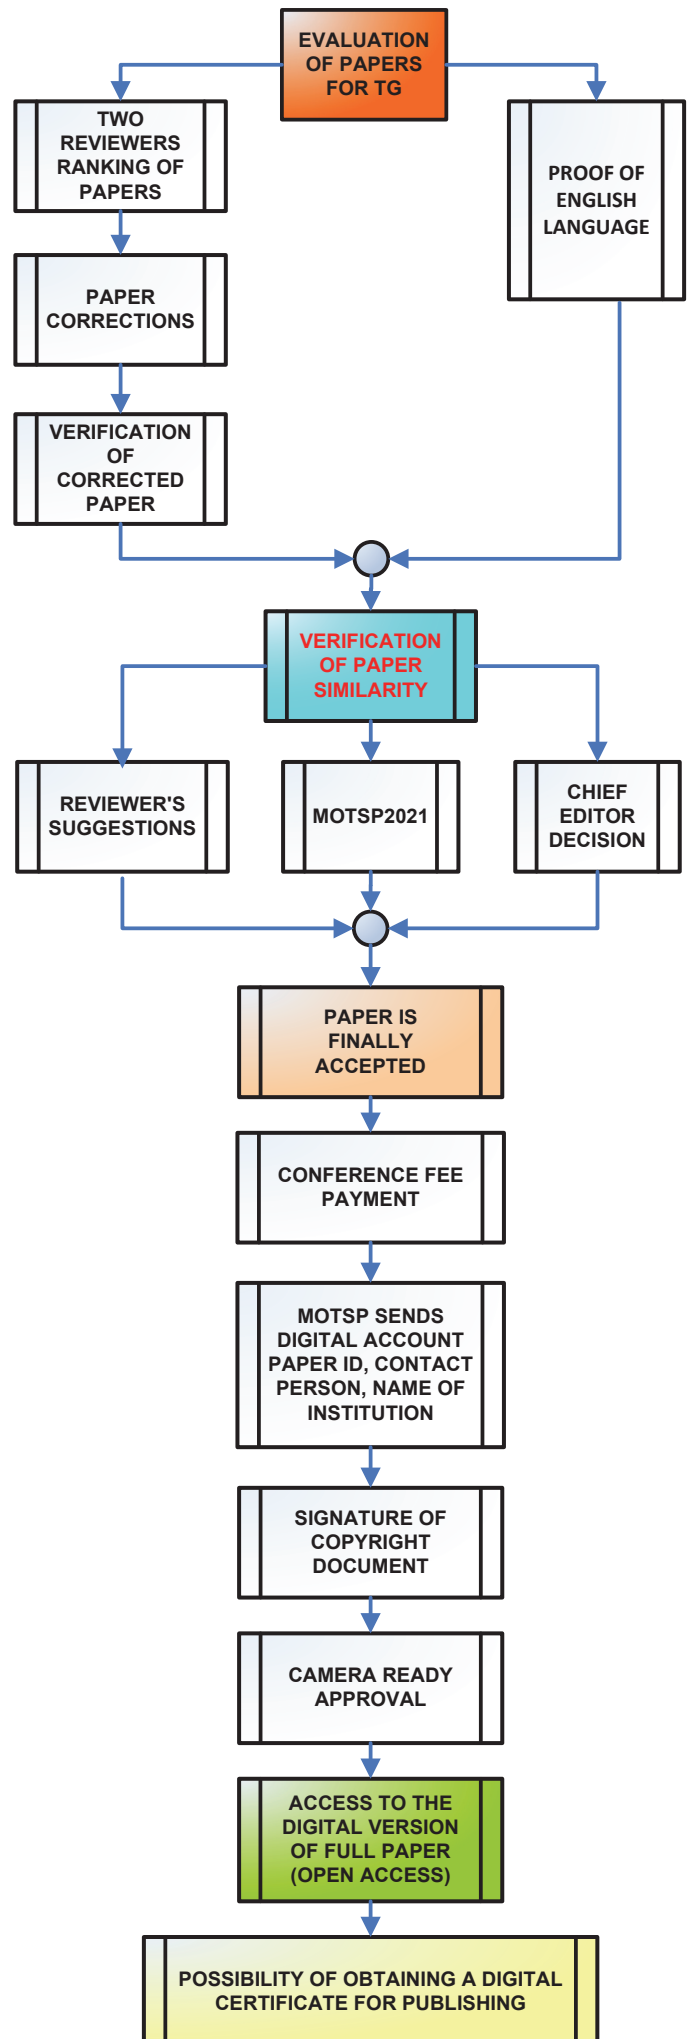 EVALUATION
OF PAPERS
FOR TG
TWO
REVIEWERS
RANKING OF
PAPERS
PROOF OF
ENGLISH
LANGUAGE
PAPER
CORRECTIONS
VERIFICATION
OF
CORRECTED
PAPER
VERIFICATION
OF PAPER
SIMILARITY
REVIEWER'S
SUGGESTIONS
MOTSP2021
CHIEF
EDITOR
DECISION
PAPER IS
FINALLY
ACCEPTED
CONFERENCE FEE
PAYMENT
MOTSP SENDS
DIGITAL ACCOUNT
PAPER ID, CONTACT
PERSON, NAME OF
INSTITUTION
SIGNATURE OF
COPYRIGHT
DOCUMENT
CAMERA READY
APPROVAL
ACCESS TO THE
DIGITAL VERSION
OF FULL PAPER
(OPEN ACCESS)
POSSIBILITY OF OBTAINING A DIGITAL
CERTIFICATE FOR PUBLISHING